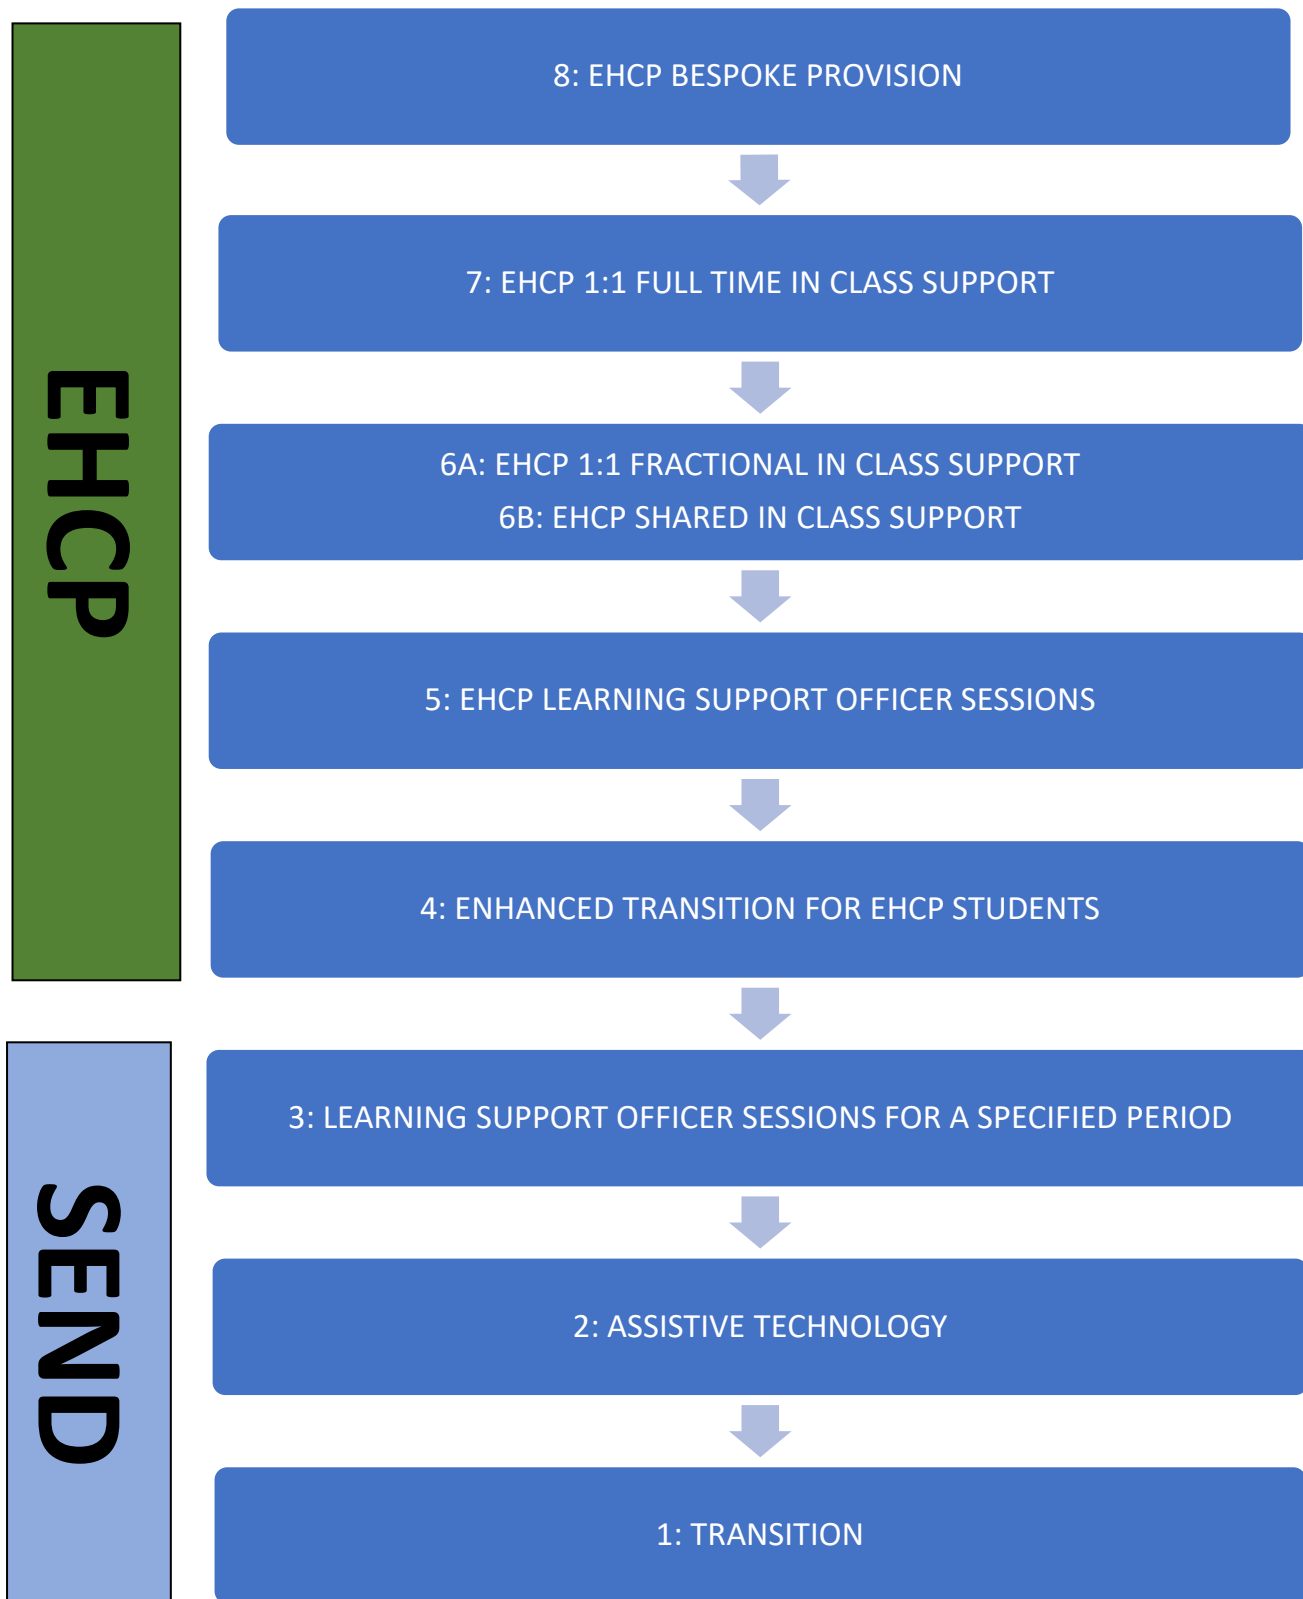 EHCP
8: EHCP BESPOKE PROVISION
7: EHCP 1:1 FULL TIME IN CLASS SUPPORT
6A: EHCP 1:1 FRACTIONAL IN CLASS SUPPORT
6B: EHCP SHARED IN CLASS SUPPORT
5: EHCP LEARNING SUPPORT OFFICER SESSIONS
4: ENHANCED TRANSITION FOR EHCP STUDENTS
SEND
3: LEARNING SUPPORT OFFICER SESSIONS FOR A SPECIFIED PERIOD
2: ASSISTIVE TECHNOLOGY
1: TRANSITION